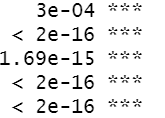 3e-04 ***
< 2e-16 ***
1.69e-15 ***
< 2e-16 ***
< 2e-16 ***